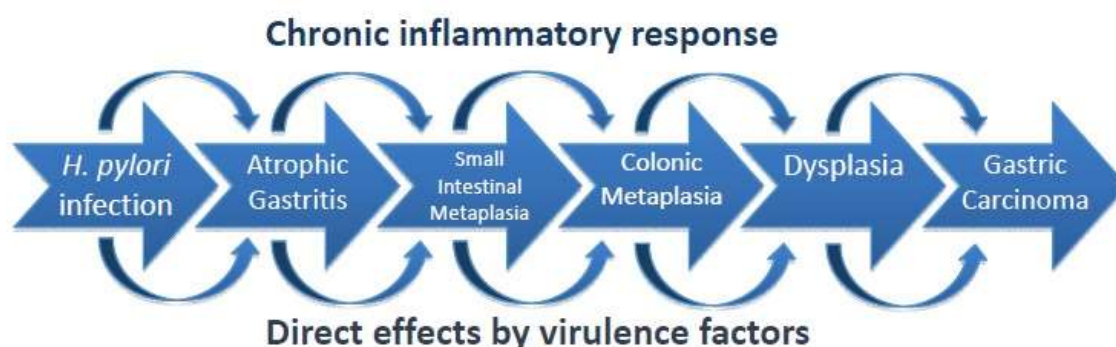 Chronic inflammatory response
H. pylori
infection
Atrophic
Gastritis
Small
Intestinal
Metaplasia
Colonic
Metaplasia
Dysplasia
Gastric
Carcinoma
Direct effects by virulence factors